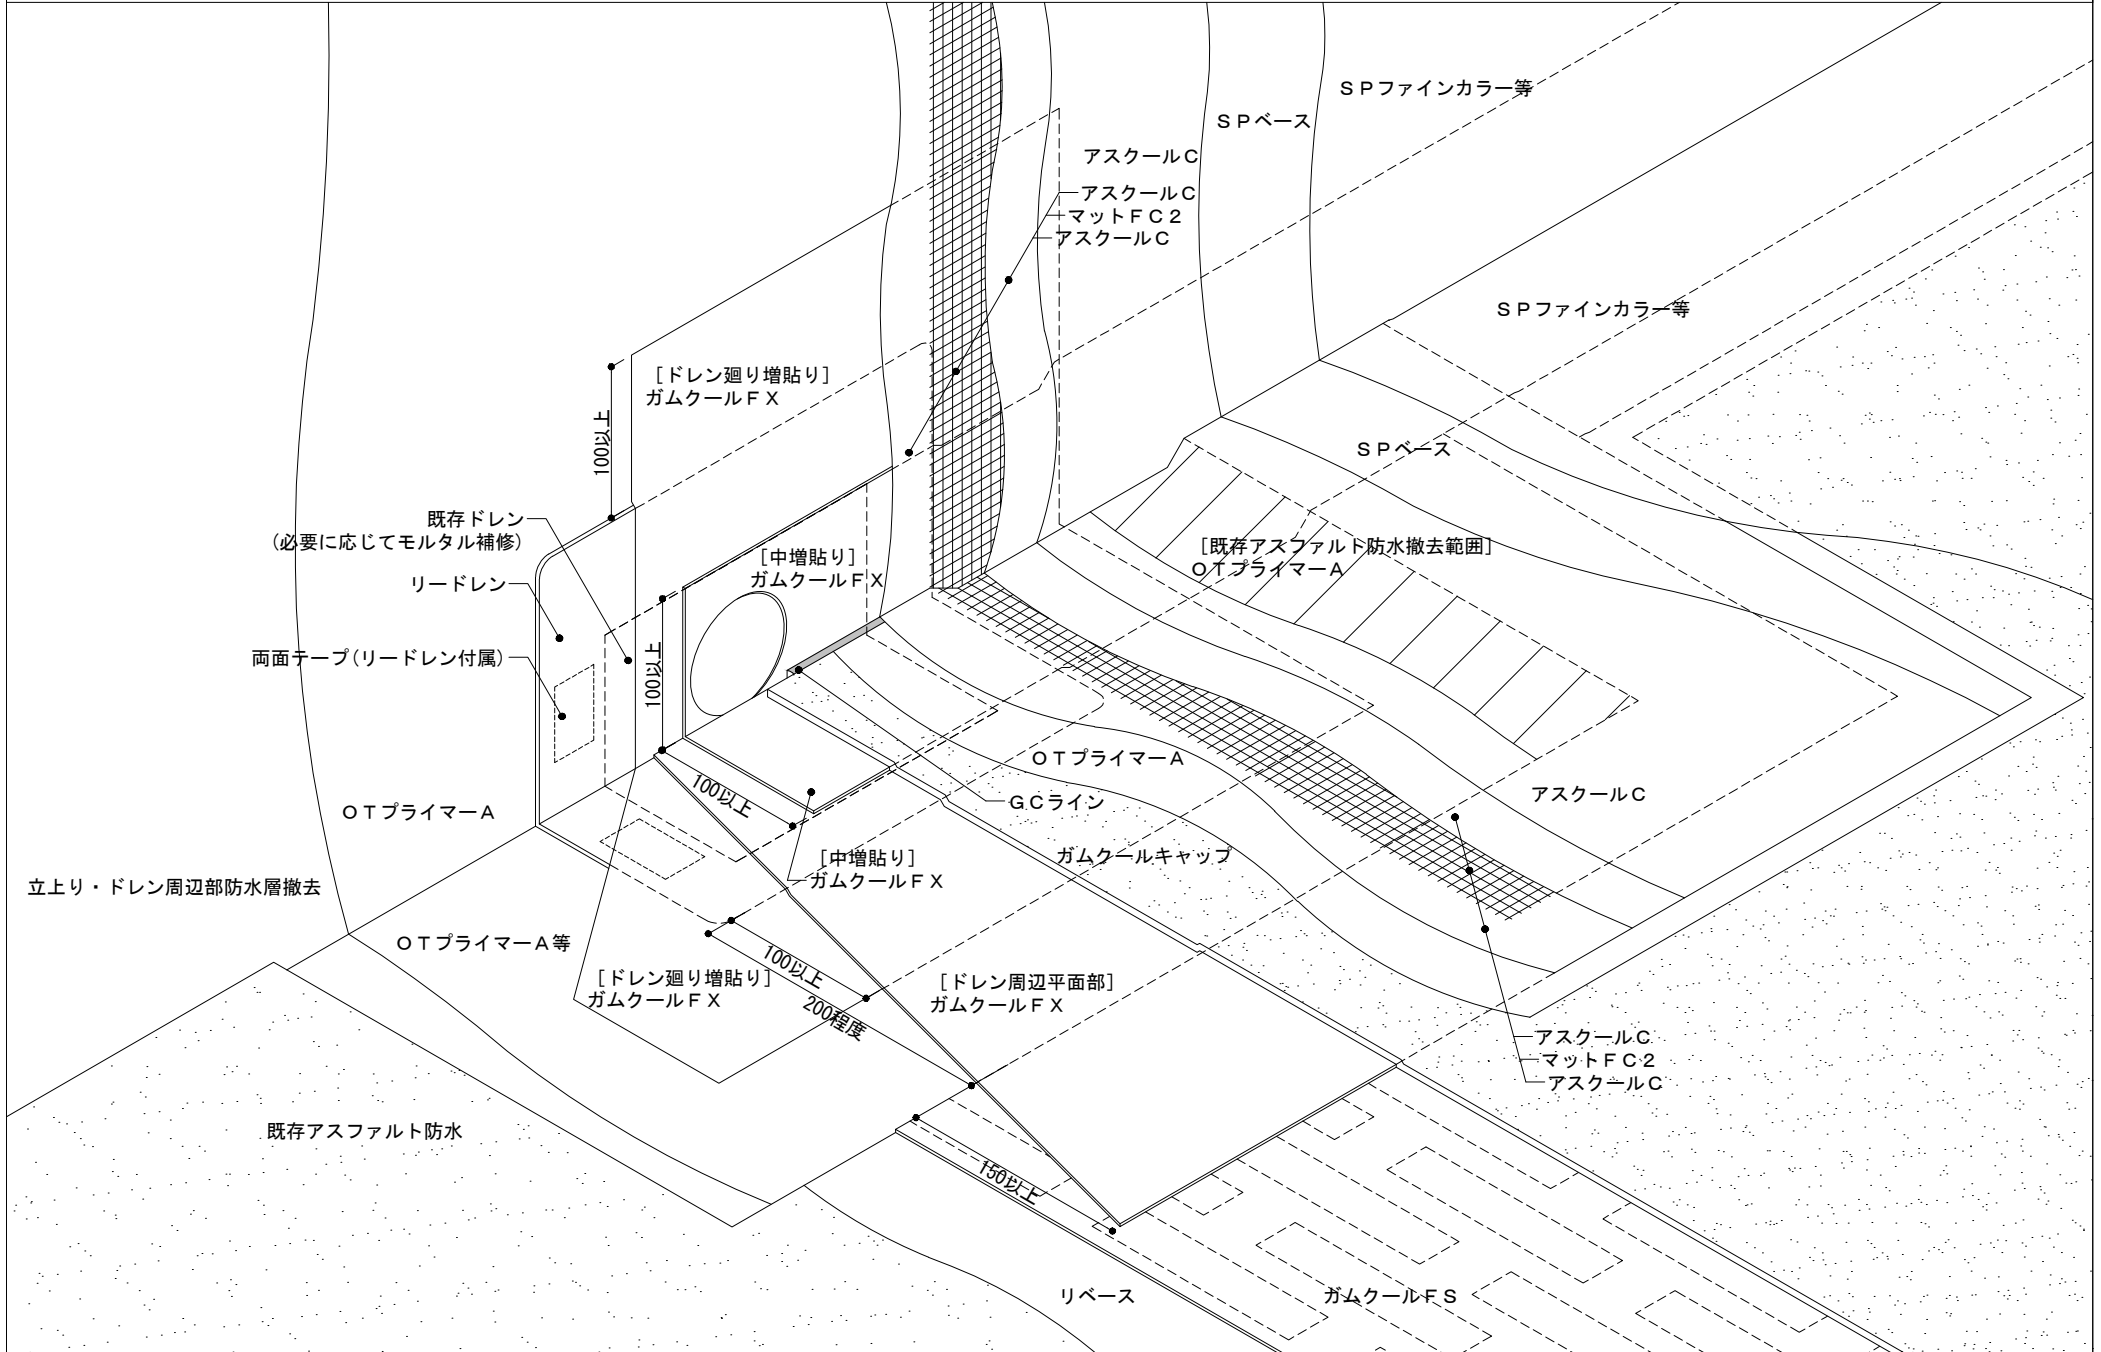 ＳＰファインカラー等
ＳＰベース
アスクールＣ
アスクールＣ
マットＦＣ２
アスクールＣ
ＳＰファインカラー等
［ドレン廻り増貼り］
ガムクールＦＸ
100以上
ＳＰベース
既存ドレン
(必要に応じてモルタル補修)
［既存アスファルト防水撤去範囲］
ＯＴプライマーＡ
［中増貼り］
ガムクールＦＸ
リードレン
両面テープ(リードレン付属)
100以上
ＯＴプライマーＡ
100以上
アスクールＣ
ＧＣライン
ＯＴプライマーＡ
［中増貼り］
ガムクールＦＸ
ガムクールキャップ
立上り・ドレン周辺部防水層撤去
ＯＴプライマーＡ等
100以上
［ドレン廻り増貼り］
ガムクールＦＸ
200程度
［ドレン周辺平面部］
ガムクールＦＸ
アスクールＣ
マットＦＣ２
アスクールＣ
既存アスファルト防水
150以上
リベース
ガムクールＦＳ